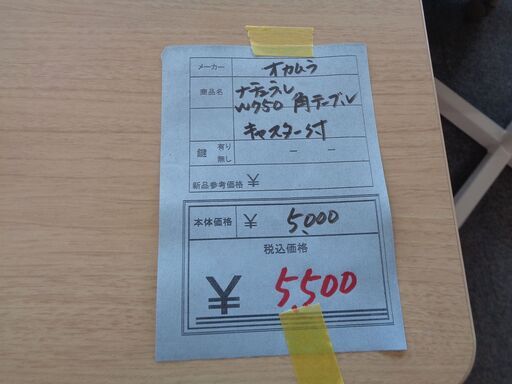 メーカー オカムラ
商品名 ナチュラル
W750 角テーブル
キャスター付
鍵 有り ー ー
無し
新品参考価格 ¥
本体価格 ¥ 5,000
税込価格
¥ 5,500